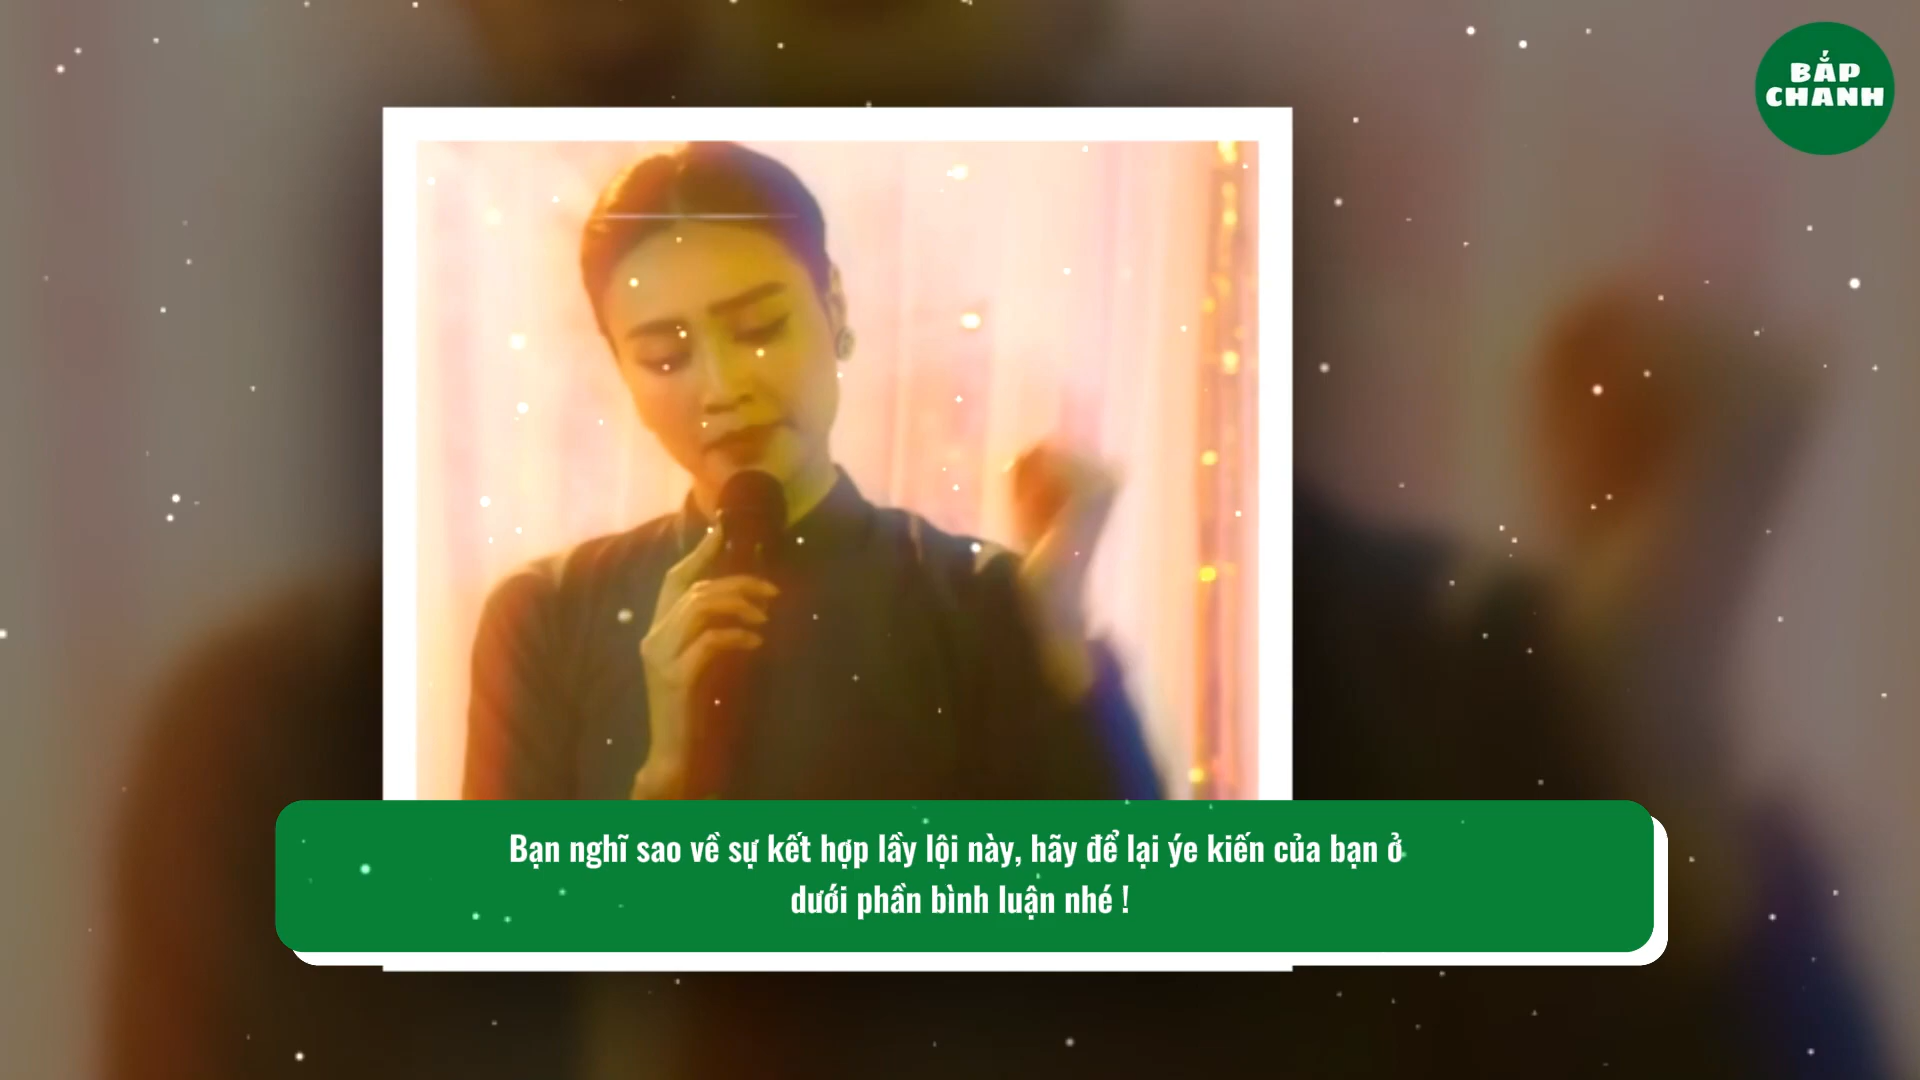 BẮP
CHANH
Bạn nghĩ sao về sự kết hợp lầy lội này, hãy để lại ýe kiến của bạn ở
dưới phần bình luận nhé !